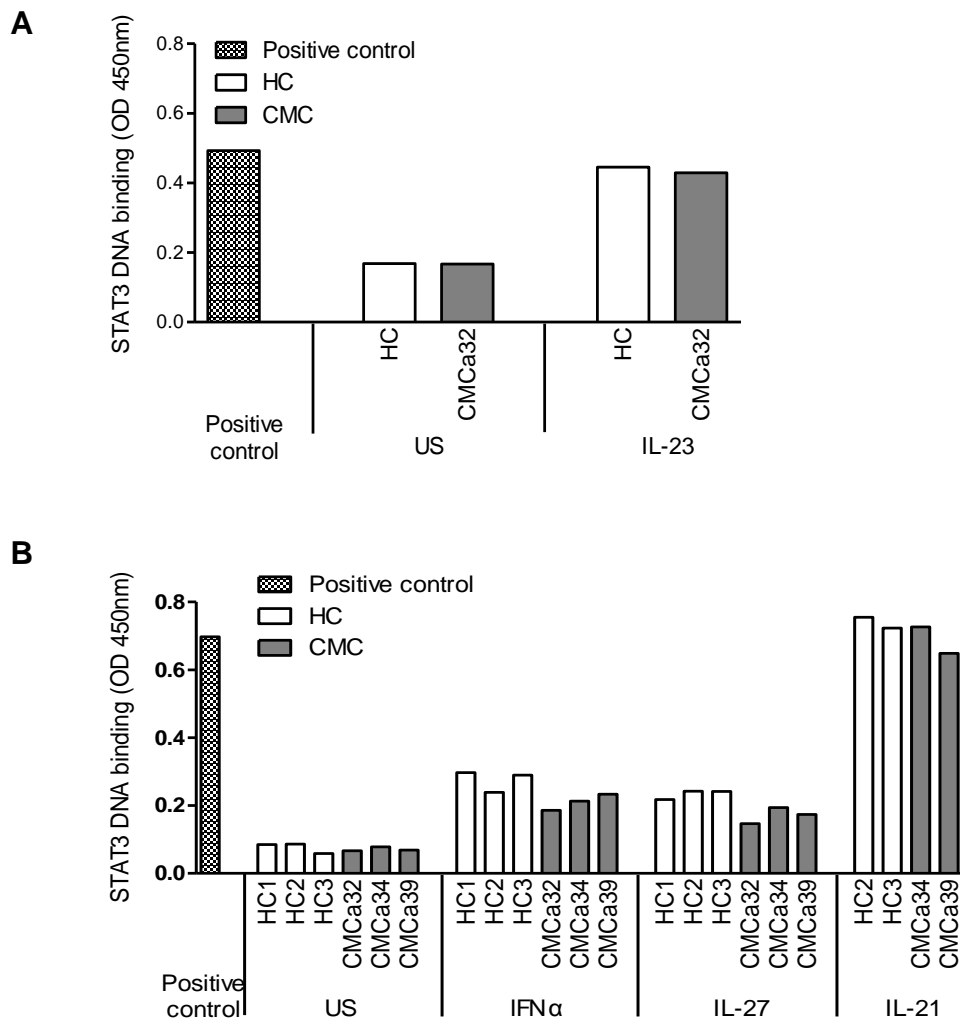 A
STAT3 DNA binding (OD 450nm)
0.8
0.6
0.4
0.2
0.0
Positive control
HC
CMC
HC
CMCa32
HC
CMCa32
Positive
control
US
IL-23
B
STAT3 DNA binding (OD 450nm)
0.8
0.6
0.4
0.2
0.0
Positive control
HC
CMC
HC1
HC2
HC3
CMCa32
CMCa34
CMCa39
HC1
HC2
HC3
CMCa32
CMCa34
CMCa39
HC1
HC2
HC3
CMCa32
CMCa34
CMCa39
HC2
HC3
CMCa34
CMCa39
Positive
control
US
IFNα
IL-27
IL-21